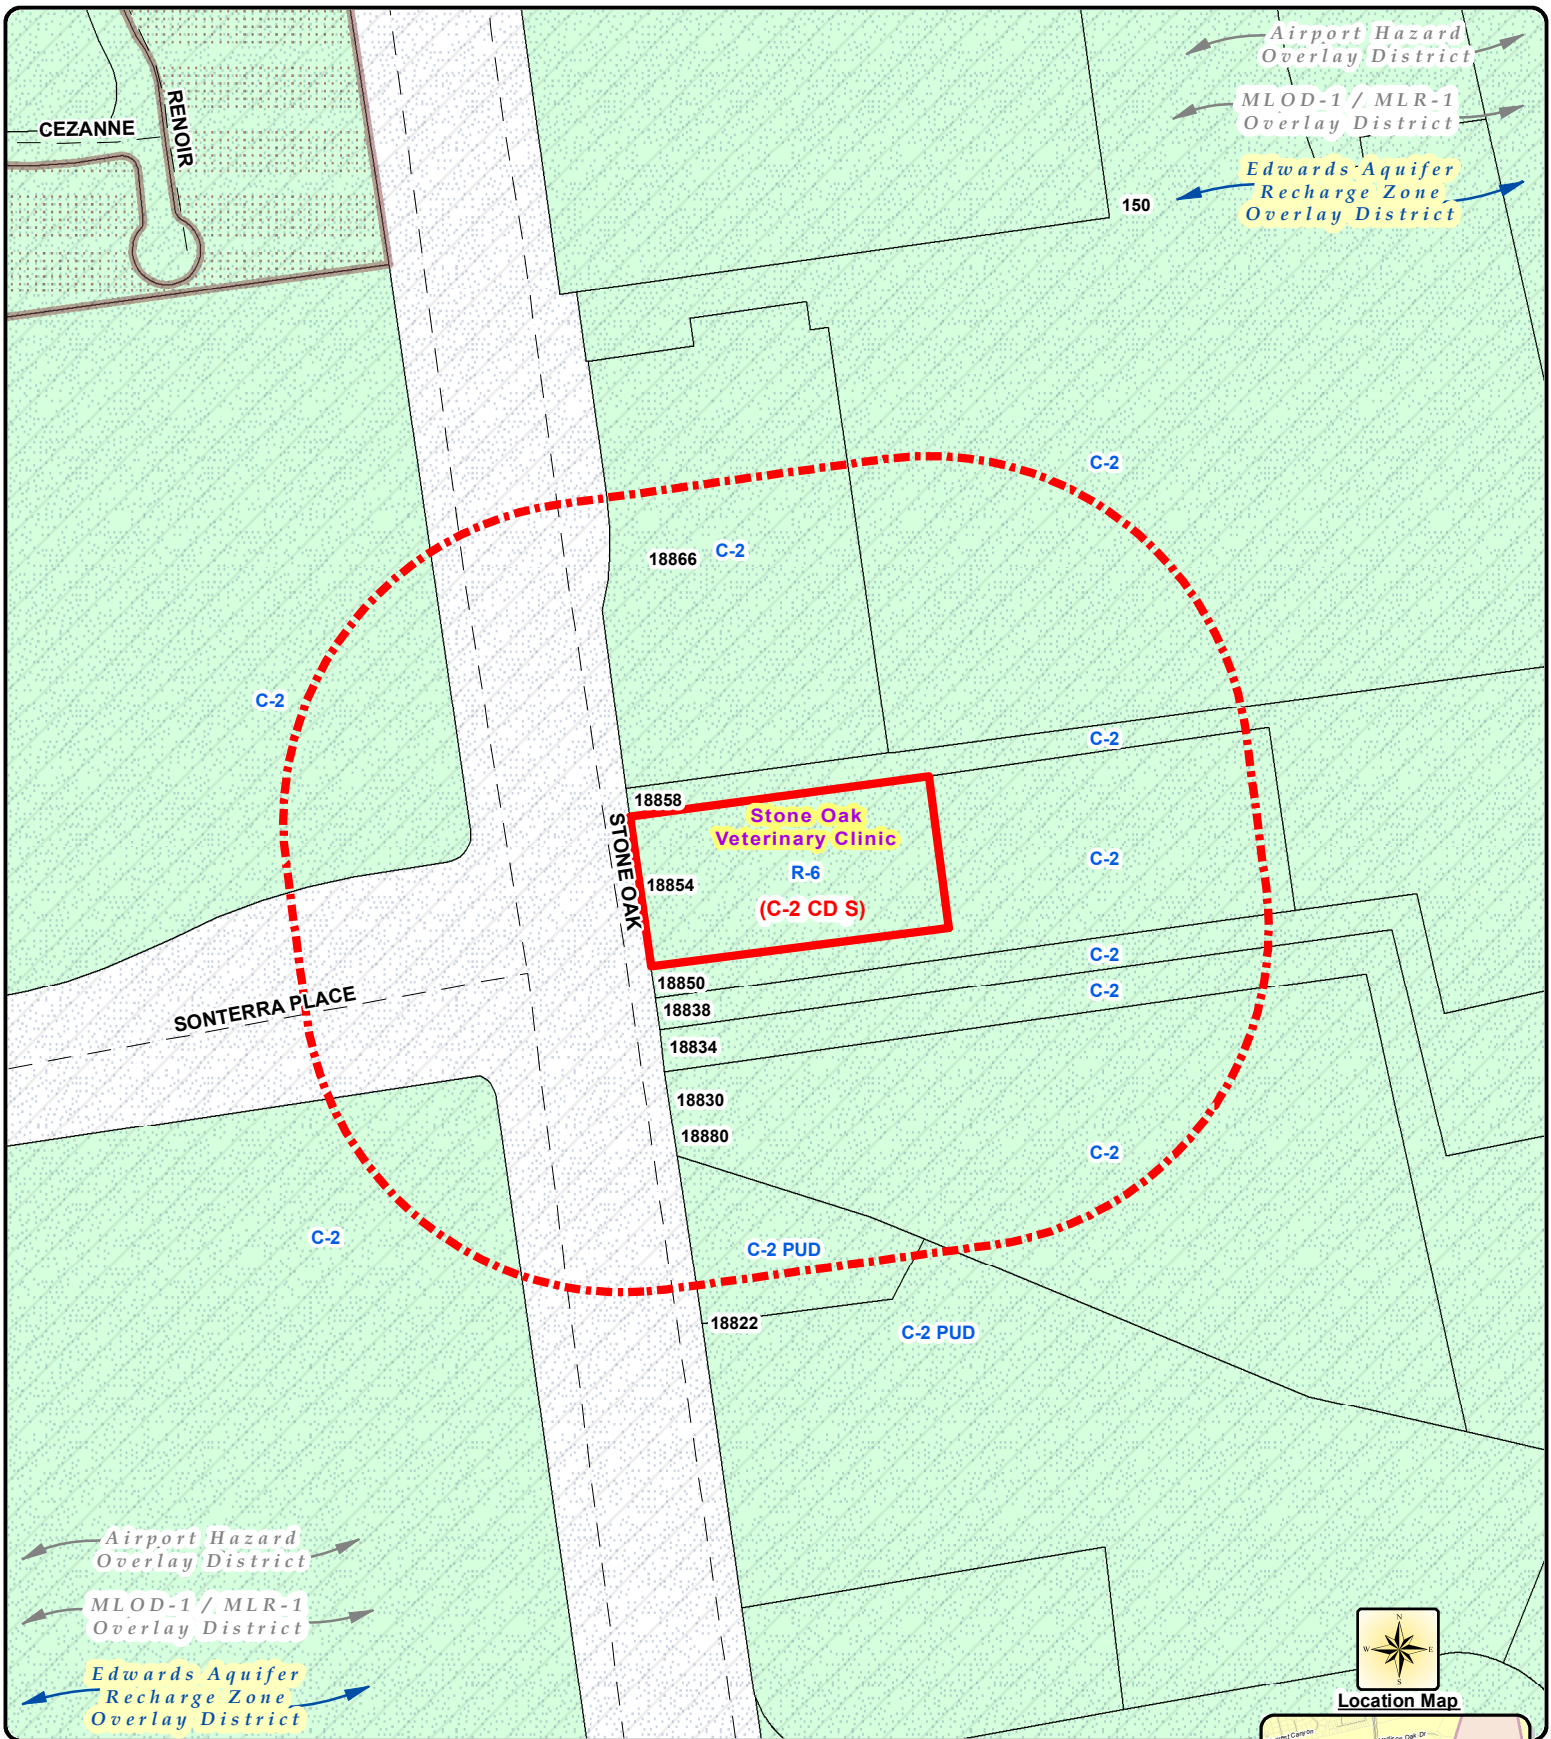 Airport Hazard
Overlay District
MLOD-1 / MLR-1
Overlay District
Edwards Aquifer
Recharge Zone
Overlay District
CEZANNE
RENOIR
150
C-2
18866
C-2
C-2
C-2
18858
Stone Oak
Veterinary Clinic
STONE OAK
R-6
C-2
18854
(C-2 CD S)
C-2
18850
C-2
SONTERRA PLACE
18838
18834
18830
18880
C-2
C-2
C-2 PUD
18822
C-2 PUD
Airport Hazard
Overlay District
MLOD-1 / MLR-1
Overlay District
Edwards Aquifer
Recharge Zone
Overlay District
N
W
E
S
Location Map
Canyon
Oak Dr